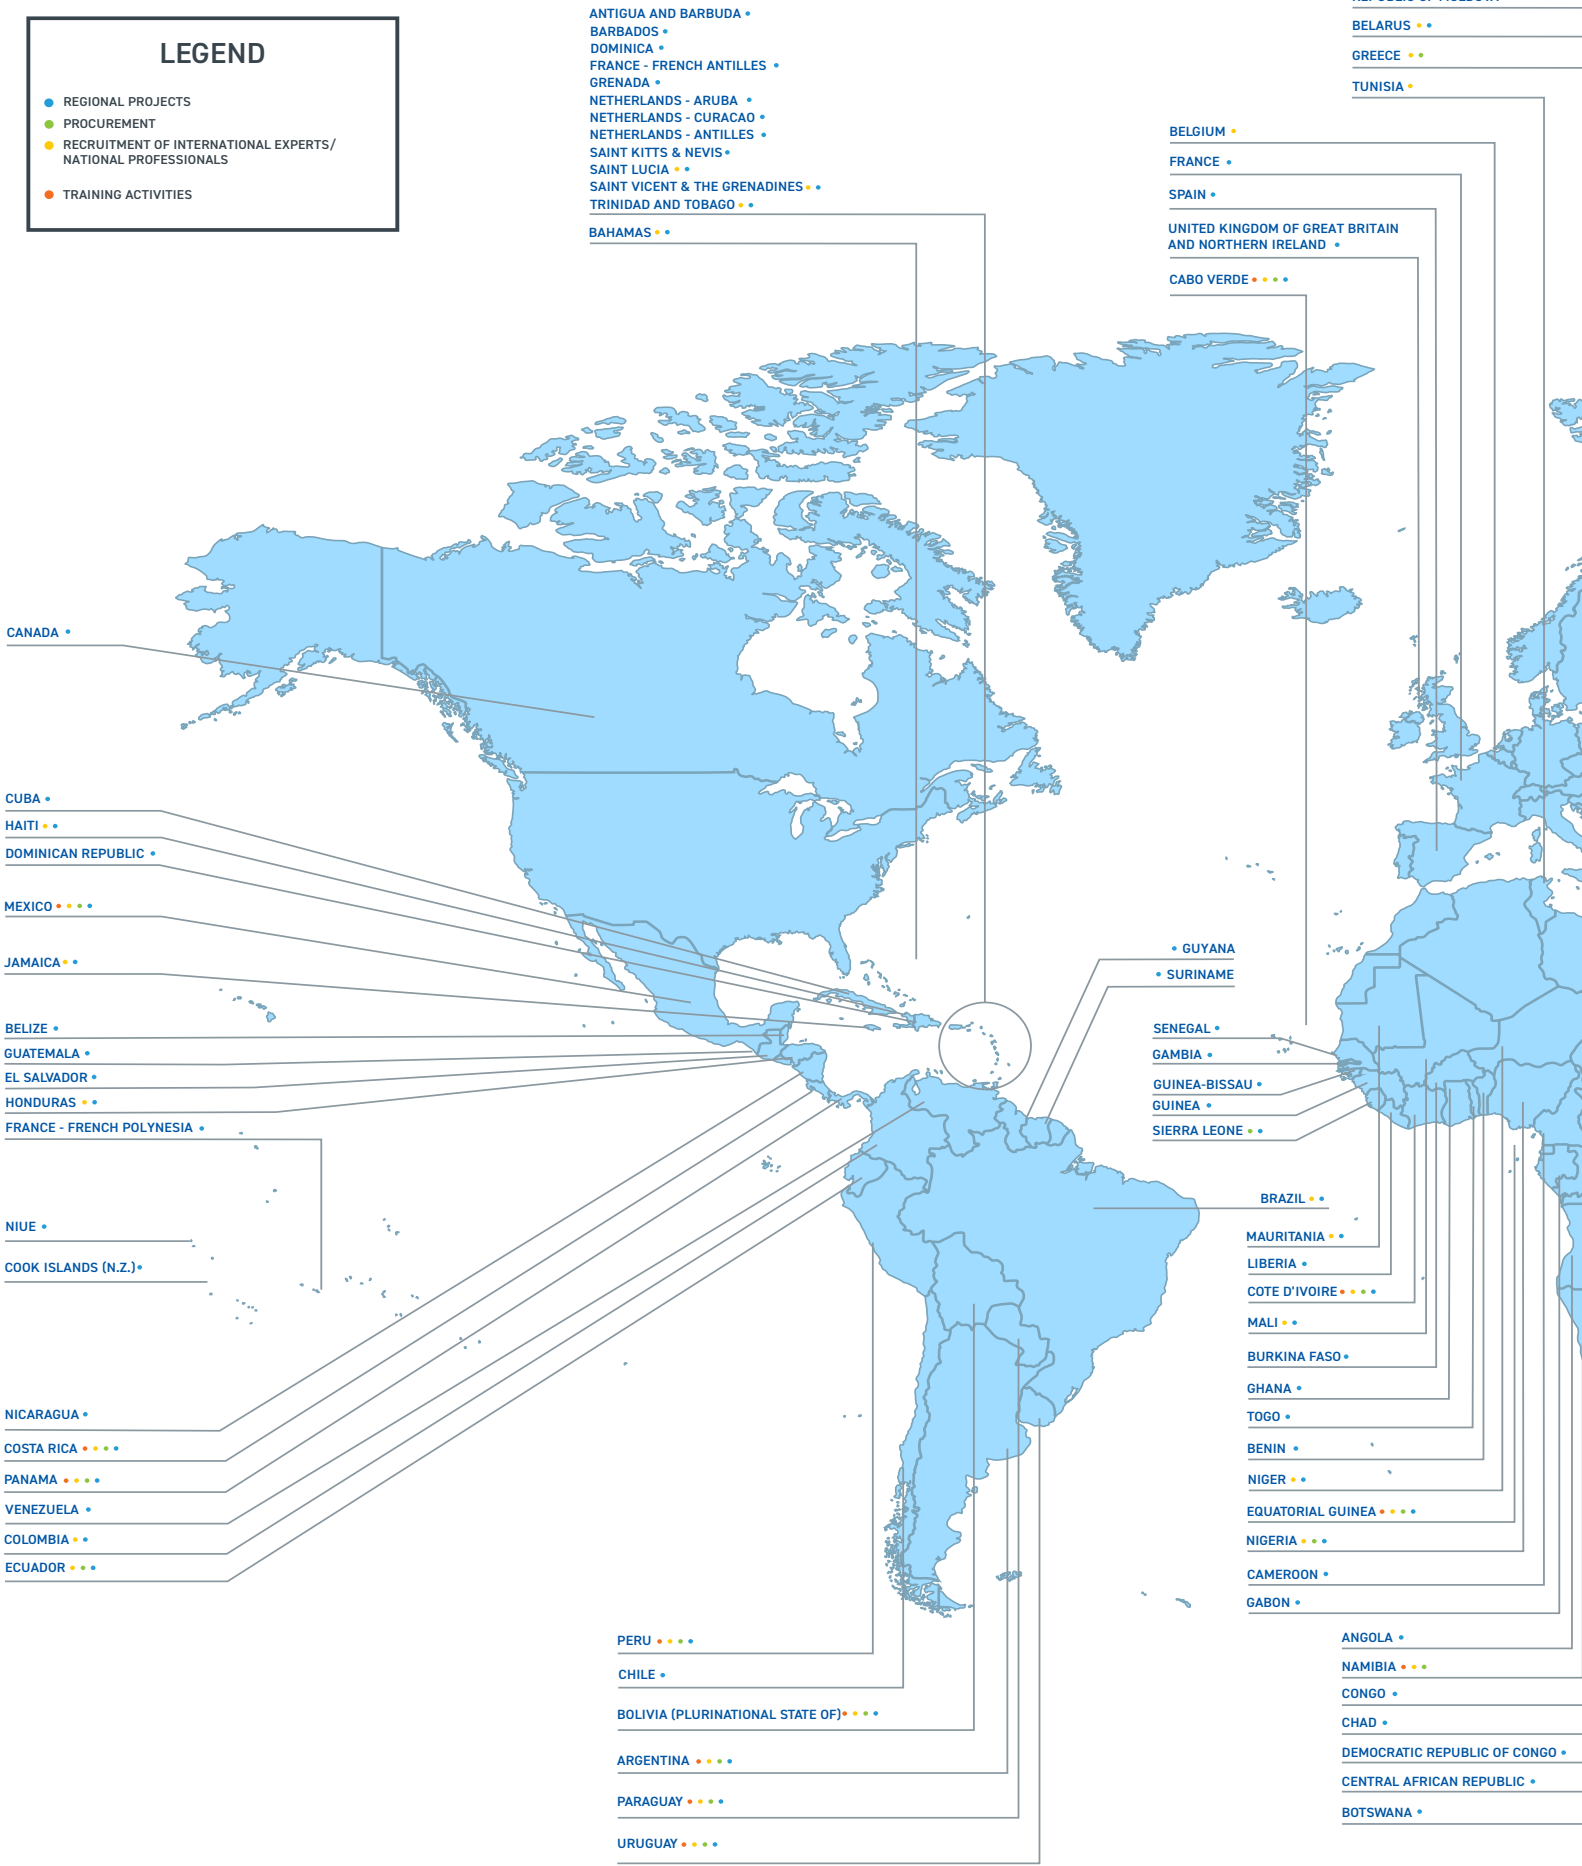 LEGEND
REGIONAL PROJECTS
PROCUREMENT
RECRUITMENT OF INTERNATIONAL EXPERTS/
NATIONAL PROFESSIONALS
TRAINING ACTIVITIES
ANTIGUA AND BARBUDA
BARBADOS
DOMINICA
FRANCE - FRENCH ANTILLES
GRENADA
NETHERLANDS - ARUBA
NETHERLANDS - CURACAO
NETHERLANDS - ANTILLES
SAINT KITTS & NEVIS
SAINT LUCIA
SAINT VICENT & THE GRENADINES
TRINIDAD AND TOBAGO
BAHAMAS
BELARUS
GREECE
TUNISIA
BELGIUM
FRANCE
SPAIN
UNITED KINGDOM OF GREAT BRITAIN
AND NORTHERN IRELAND
CABO VERDE
CANADA
CUBA
HAITI
DOMINICAN REPUBLIC
MEXICO
JAMAICA
BELIZE
GUATEMALA
EL SALVADOR
HONDURAS
FRANCE - FRENCH POLYNESIA
NIUE
COOK ISLANDS (N.Z.)
NICARAGUA
COSTA RICA
PANAMA
VENEZUELA
COLOMBIA
ECUADOR
GUYANA
SURINAME
SENEGAL
GAMBIA
GUINEA-BISSAU
GUINEA
SIERRA LEONE
BRAZIL
MAURITANIA
LIBERIA
COTE D'IVOIRE
MALI
BURKINA FASO
GHANA
TOGO
BENIN
NIGER
EQUATORIAL GUINEA
NIGERIA
CAMEROON
GABON
PERU
CHILE
BOLIVIA (PLURINATIONAL STATE OF)
ARGENTINA
PARAGUAY
URUGUAY
ANGOLA
NAMIBIA
CONGO
CHAD
DEMOCRATIC REPUBLIC OF CONGO
CENTRAL AFRICAN REPUBLIC
BOTSWANA